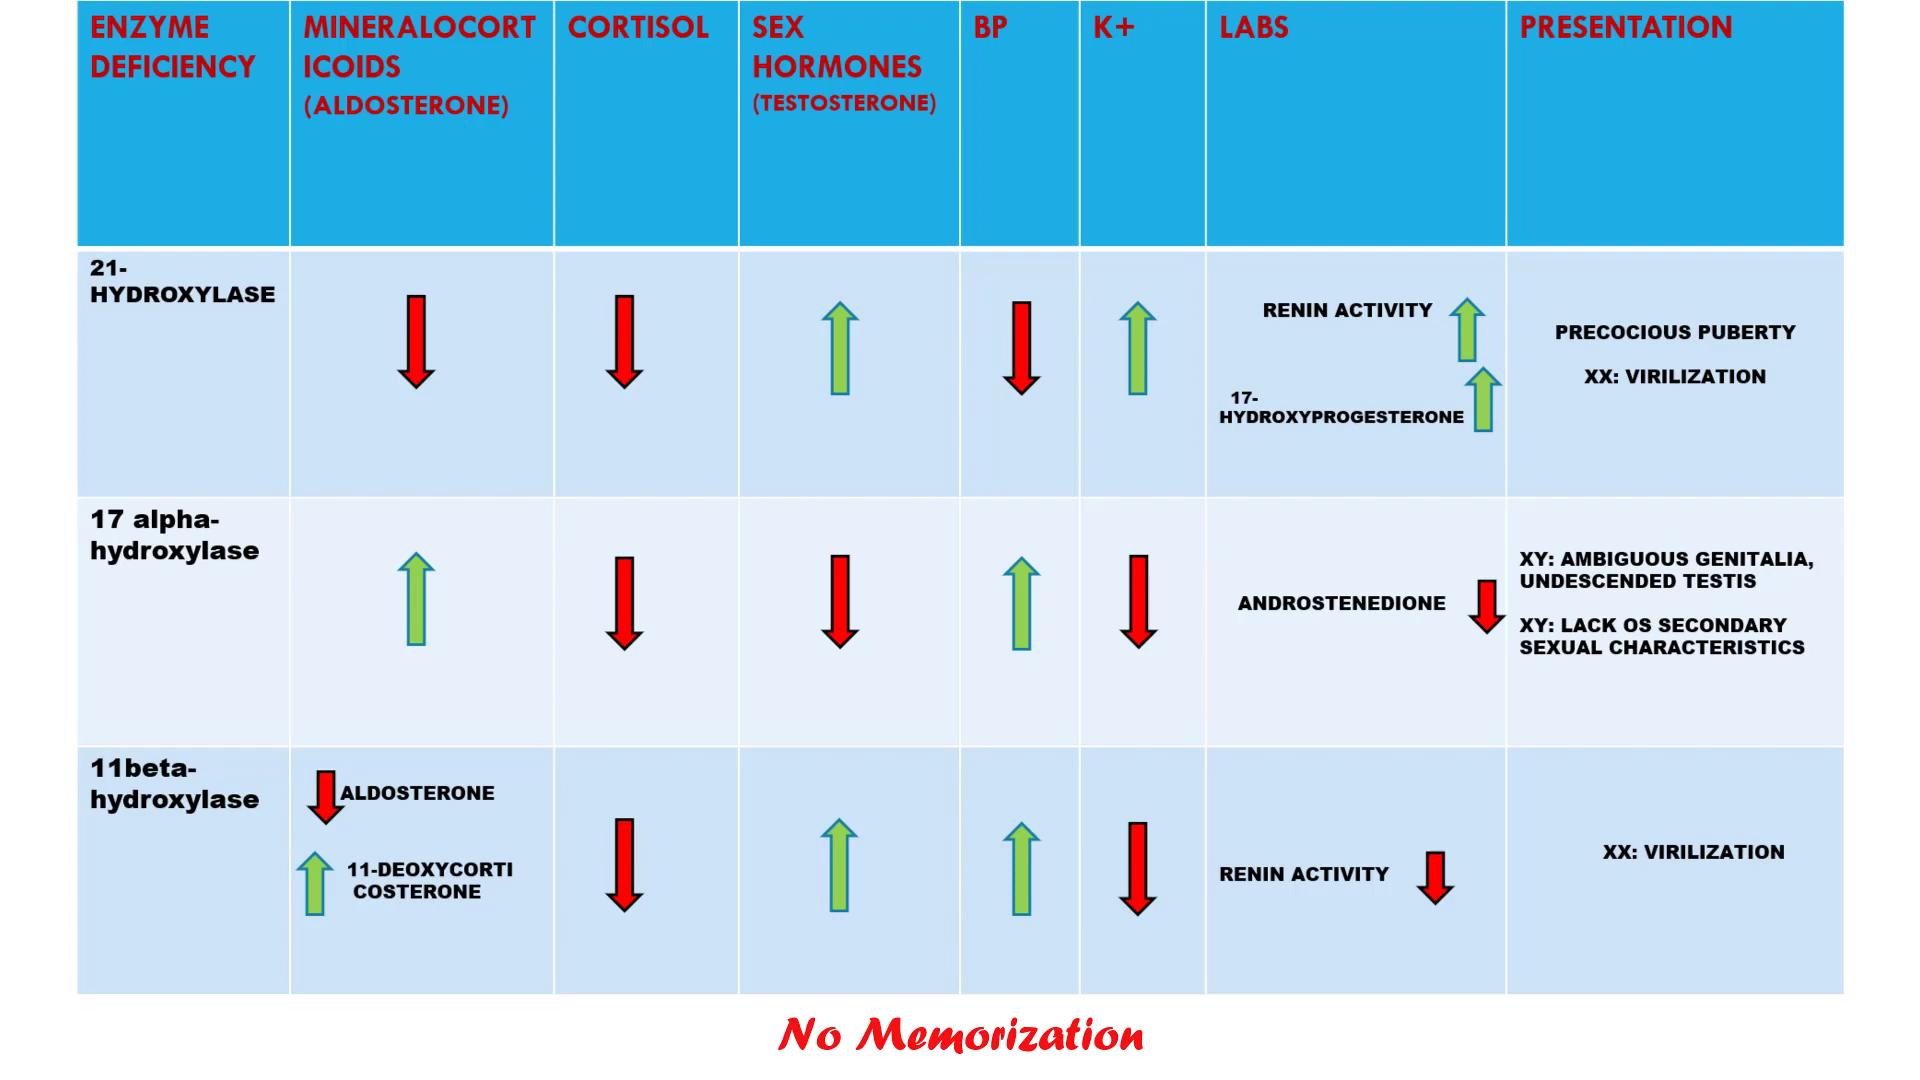 ENZYME
DEFICIENCY
MINERALOCORT
ICOIDS
(ALDOSTERONE)
CORTISOL
SEX
HORMONES
(TESTOSTERONE)
BP
K+
LABS
PRESENTATION
21-
HYDROXYLASE
RENIN ACTIVITY
17-
HYDROXYPROGESTERONE
PRECOCIOUS PUBERTY
XX: VIRILIZATION
17 alpha-
hydroxylase
ANDROSTENEDIONE
XY: AMBIGUOUS GENITALIA,
UNDESCENDED TESTIS
XY: LACK OS SECONDARY
SEXUAL CHARACTERISTICS
11beta-
hydroxylase
ALDOSTERONE
11-DEOXYCORTI
COSTERONE
RENIN ACTIVITY
XX: VIRILIZATION
No Memorization